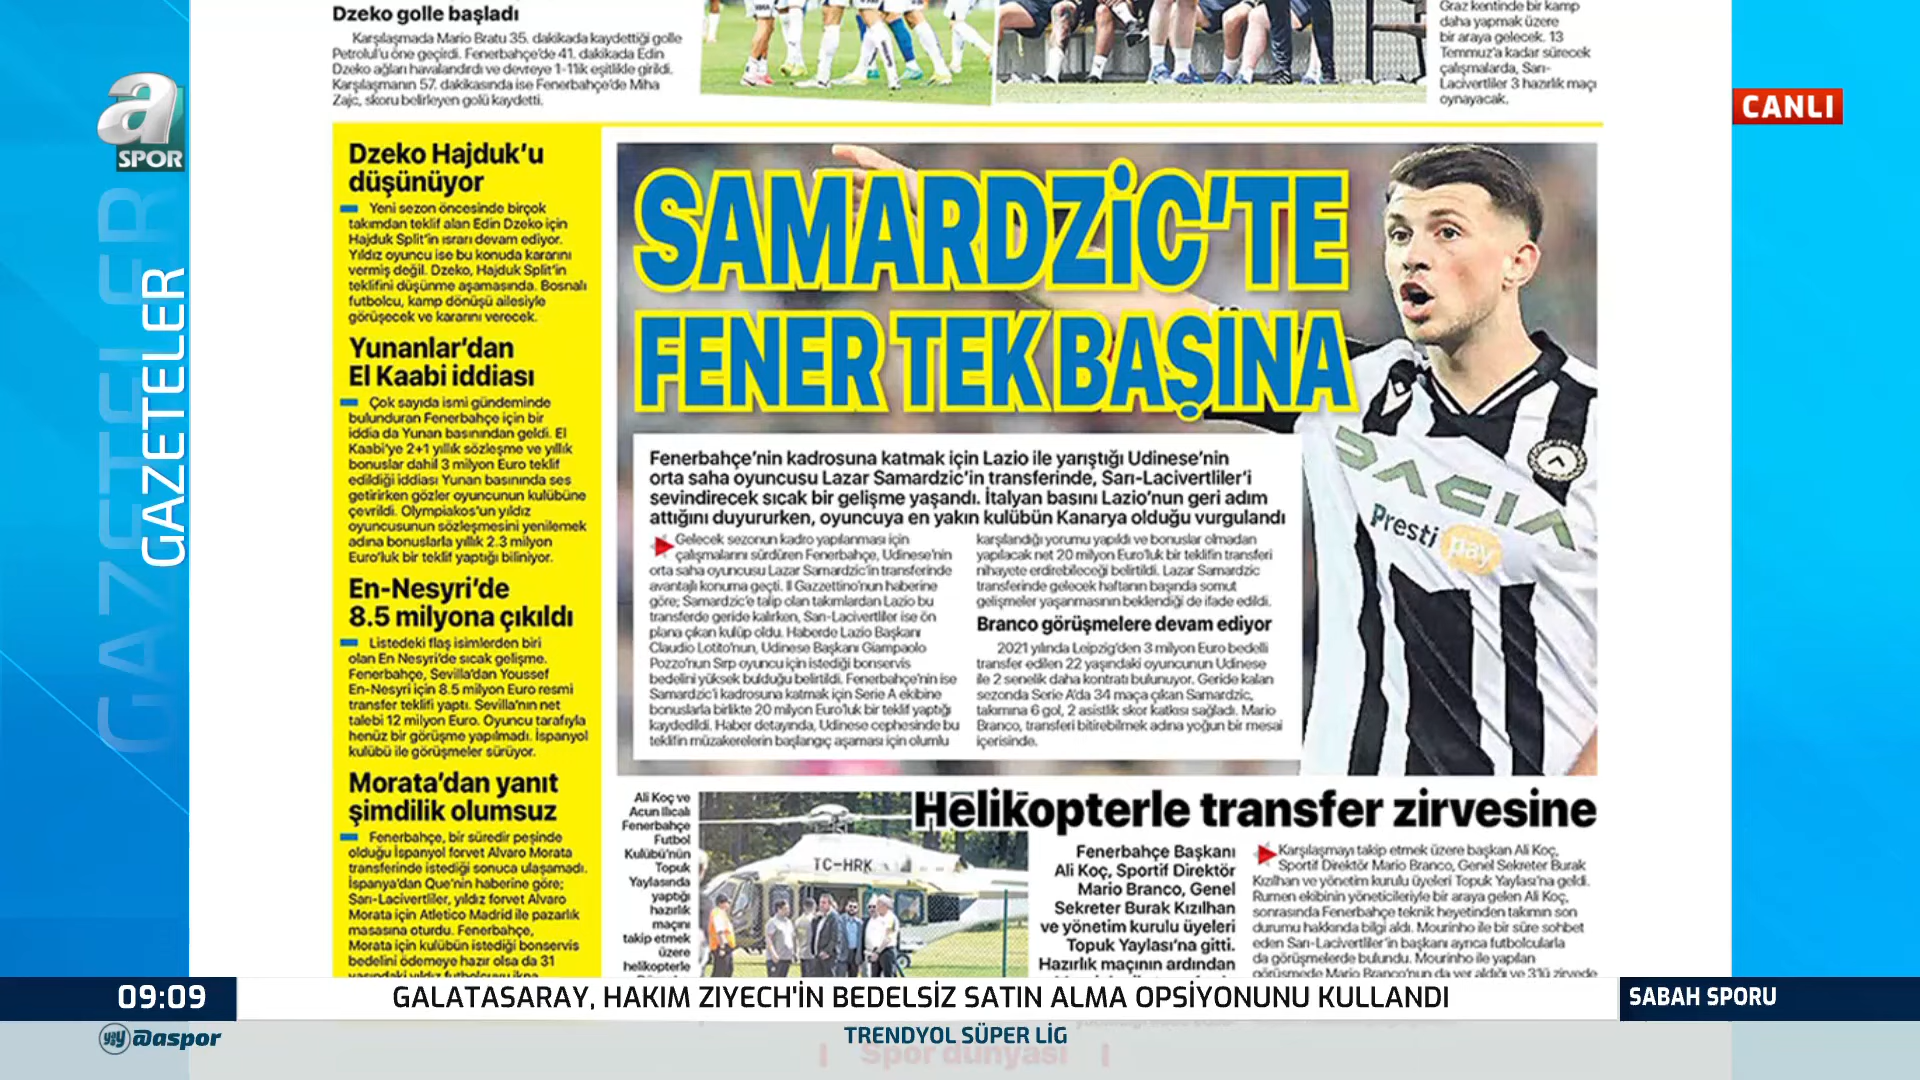 Dzeko golle başladı
Karşılaşmada Mario Bratu 35. dakikada kaydettiği golle
Petrolul'u öne geçirdi. Fenerbahçe'de 41. dakikada Edin
Dzeko ağları havalandırdı ve devreye 1-1'lik eşitlikle girildi.
Karşılaşmanın 57. dakikasında ise Fenerbahçe'de Miha
Zajc, skoru belirleyen golü kaydetti.
Graz kentinde bir kamp
daha yapmak üzere
bir araya gelecek. 13
Temmuz'a kadar sürecek
çalışmalarda, Sarı-
Lacivertliler 3 hazırlık maçı
oynayacak.
a
SPOR
CANLI
GAZETELER
GAZETELER
Dzeko Hajduk'u
düşünüyor
Yeni sezon öncesinde birçok
takımdan teklif alan Edin Dzeko için
Hajduk Split'in ısrarı devam ediyor.
Yıldız oyuncu ise bu konuda kararını
vermiş değil. Dzeko, Hajduk Split'in
teklifini düşünme aşamasında. Bosnalı
futbolcu, kamp dönüşü ailesiyle
görüşecek ve kararını verecek.
Yunanlar'dan
El Kaabi iddiası
Çok sayıda ismi gündeminde
bulunduran Fenerbahçe için bir
iddia da Yunan basınından geldi. El
Kaabi'ye 2+1 yıllık sözleşme ve yıllık
bonuslar dahil 3 milyon Euro teklif
edildiği iddiası Yunan basınında ses
getirirken gözler oyuncunun kulübüne
çevrildi. Olympiakos'un yıldız
oyuncusunun sözleşmesini yenilemek
adına bonuslarla yıllık 2.3 milyon
Euro'luk bir teklif yaptığı biliniyor.
En-Nesyri'de
8.5 milyona çıkıldı
Listedeki flaş isimlerden biri
olan En Nesyri'de sıcak gelişme.
Fenerbahçe, Sevilla'dan Youssef
En-Nesyri için 8.5 milyon Euro resmi
transfer teklifi yaptı. Sevilla'nın net
talebi 12 milyon Euro. Oyuncu tarafıyla
henüz bir görüşme yapılmadı. İspanyol
kulübü ile görüşmeler sürüyor.
Morata'dan yanıt
şimdilik olumsuz
Fenerbahçe, bir süredir peşinde
olduğu İspanyol forvet Alvaro Morata
transferinde istediği sonuca ulaşamadı.
İspanya'dan Que'nin haberine göre;
Sarı-Lacivertliler, yıldız forvet Alvaro
Morata için Atletico Madrid ile pazarlık
masasına oturdu. Fenerbahçe,
Morata için kulübün istediği bonservis
bedelini ödemeye hazır olsa da 31
yaşındaki yıldız futbolcuyu ikna
SAMARDZİC'TE
FENER TEK BAŞINA
Fenerbahçe'nin kadrosuna katmak için Lazio ile yarıştığı Udinese'nin
orta saha oyuncusu Lazar Samardzic'in transferinde, Sarı-Lacivertliler'i
sevindirecek sıcak bir gelişme yaşandı. İtalyan basını Lazio'nun geri adım
attığını duyururken, oyuncuya en yakın kulübün Kanarya olduğu vurgulandı
Gelecek sezonun kadro yapılanması için
çalışmalarını sürdüren Fenerbahçe, Udinese'nin
orta saha oyuncusu Lazar Samardzic'in transferinde
avantajlı konuma geçti. Il Gazzettino'nun haberine
göre; Samardzic'e talip olan takımlardan Lazio bu
transferde geride kalırken, Sarı-Lacivertliler ise ön
plana çıkan kulüp oldu. Haberde Lazio Başkanı
Claudio Lotito'nun, Udinese Başkanı Giampaolo
Pozzo'nun Sırp oyuncu için istediği bonservis
bedelini yüksek bulduğu belirtildi. Fenerbahçe'nin ise
Samardzic'i kadrosuna katmak için Serie A ekibine
bonuslarla birlikte 20 milyon Euro'luk bir teklif yaptığı
kaydedildi. Haber detayında, Udinese cephesinde bu
teklifin müzakerelerin başlangıç aşaması için olumlu
karşılandığı yorumu yapıldı ve bonuslar olmadan
yapılacak net 20 milyon Euro'luk bir teklifin transferi
nihayete erdirebileceği belirtildi. Lazar Samardzic
transferinde gelecek haftanın başında somut
gelişmeler yaşanmasının beklendiği de ifade edildi.
Branco görüşmelere devam ediyor
2021 yılında Leipzig'den 3 milyon Euro bedelli
transfer edilen 22 yaşındaki oyuncunun Udinese
ile 2 senelik daha kontratı bulunuyor. Geride kalan
sezonda Serie A'da 34 maça çıkan Samardzic,
takımına 6 gol, 2 asistlik skor katkısı sağladı. Mario
Branco, transferi bitirebilmek adına yoğun bir mesai
içerisinde.
DACIA
Prestipay
Ali Koç ve
Acun Ilıcalı
Fenerbahçe
Futbol
Kulübü'nün
Topuk
Yaylasında
yaptığı
hazırlık
maçını
takip etmek
üzere
helikopterle
TC-HRK
Helikopterle transfer zirvesine
Fenerbahçe Başkanı
Ali Koç, Sportif Direktör
Mario Branco, Genel
Sekreter Burak Kızılhan
ve yönetim kurulu üyeleri
Topuk Yaylası'na gitti.
Hazırlık maçının ardından
Karşılaşmayı takip etmek üzere başkan Ali Koç,
Sportif Direktör Mario Branco, Genel Sekreter Burak
Kızılhan ve yönetim kurulu üyeleri Topuk Yaylası'na geldi.
Rumen ekibinin yöneticileriyle bir araya gelen Ali Koç,
sonrasında Fenerbahçe teknik heyetinden takımın son
durumu hakkında bilgi aldı. Mourinho ile bir süre sohbet
eden Sarı-Lacivertliler'in başkanı ayrıca futbolcularla
da görüşmelerde bulundu. Mourinho ile yapılan
görüşmede Mario Branco'nun da yer aldığı ve 3'lü zirvede
09:09
GALATASARAY, HAKIM ZIYECH'İN BEDELSİZ SATIN ALMA OPSİYONUNU KULLANDI
SABAH SPORU
@aspor
TRENDYOL SÜPER LİG
Spor dünyası